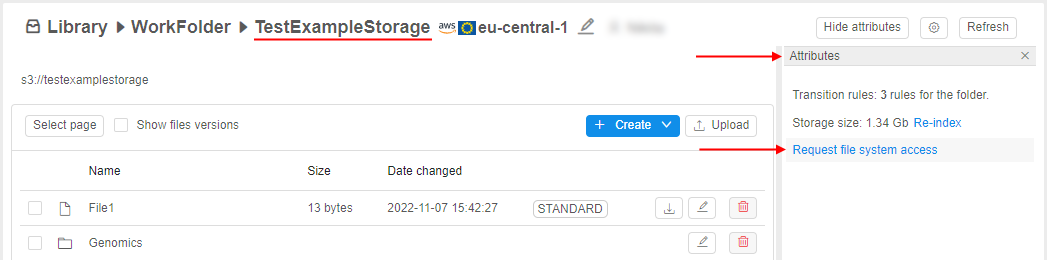 Library WorkFolder TestExampleStorage aws eu-central-1
Hide attributes Refresh
Attributes
s3://testexamplestorage
Transition rules: 3 rules for the folder.
Storage size: 1.34 Gb Re-index
Request file system access
Select page Show files versions + Create Upload
Name Size Date changed
File1 13 bytes 2022-11-07 15:42:27 STANDARD
Genomics